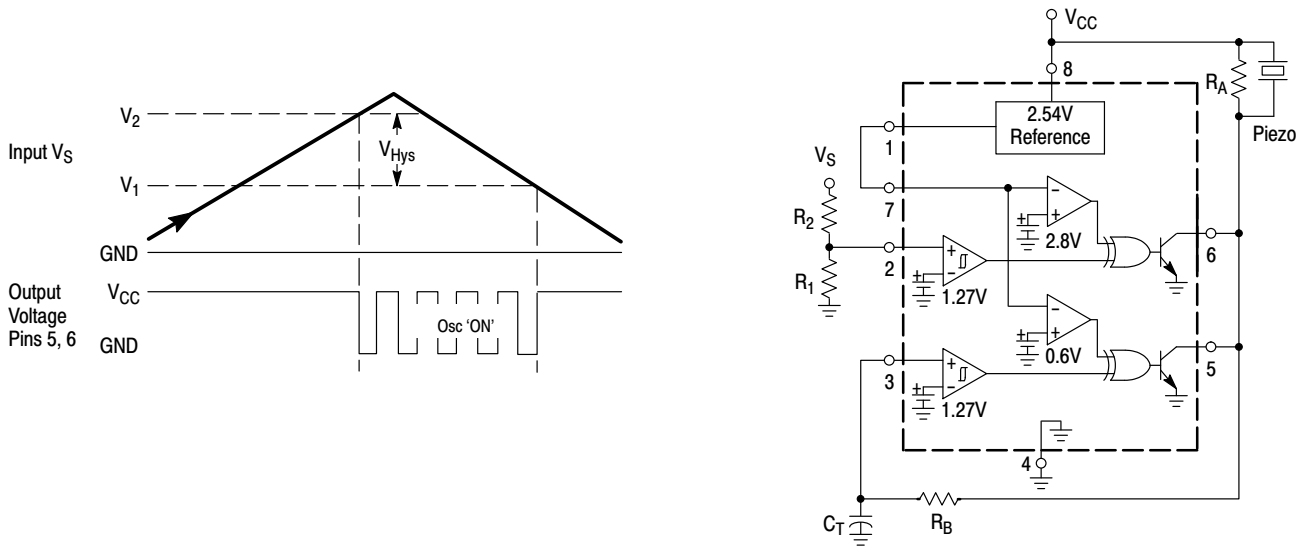 V2
Input VS
VHys
V1
GND
Output
Voltage
Pins 5, 6
VCC
Osc 'ON'
GND
VCC
8
RA
2.54V
Reference
Piezo
1
VS
7
R2
2.8V
6
2
R1
1.27V
0.6V
5
3
1.27V
4
CT
RB
+
-
+
-
+
+
-
+
-
+
-
+
+
-
+